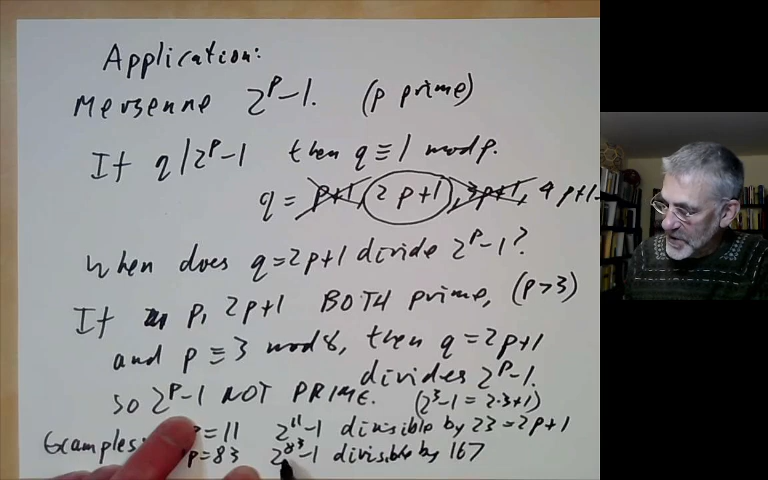 Application:
Mersenne 2^p-1. (p prime)
If q|2^p-1 then q≡1 mod p.
q = p+1, 2p+1, 3p+1, 4p+1-
When does q=2p+1 divide 2^p-1?
If p, 2p+1 BOTH prime, (p>3)
and p≡3 mod 8, then q=2p+1
divides 2^p-1.
so 2^p-1 NOT PRIME. (2^3-1=2·3+1)
Examples: p=11 2^11-1 divisible by 23=2p+1
p=83 2^83-1 divisible by 167